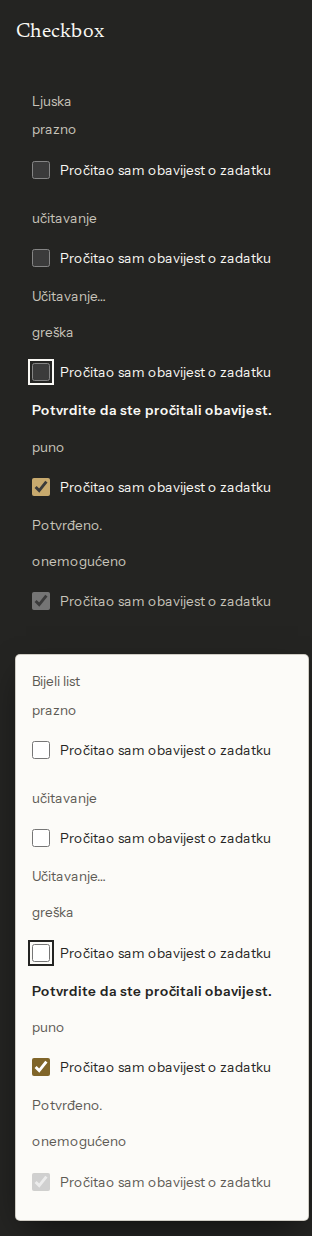 Checkbox
Ljuska
prazno
Pročitao sam obavijest o zadatku
učitavanje
Pročitao sam obavijest o zadatku
Učitavanje…
greška
Pročitao sam obavijest o zadatku
Potvrdite da ste pročitali obavijest.
puno
Pročitao sam obavijest o zadatku
Potvrđeno.
onemogućeno
Pročitao sam obavijest o zadatku
Bijeli list
prazno
Pročitao sam obavijest o zadatku
učitavanje
Pročitao sam obavijest o zadatku
Učitavanje…
greška
Pročitao sam obavijest o zadatku
Potvrdite da ste pročitali obavijest.
puno
Pročitao sam obavijest o zadatku
Potvrđeno.
onemogućeno
Pročitao sam obavijest o zadatku